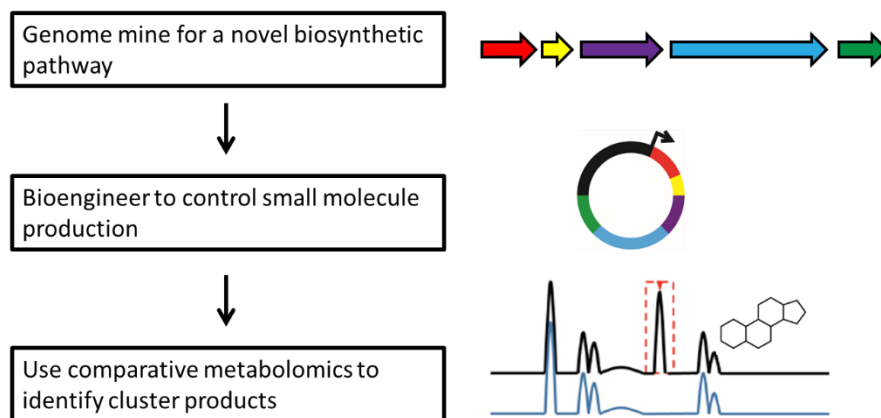 Genome mine for a novel biosynthetic
pathway
Bioengineer to control small molecule
production
Use comparative metabolomics to
identify cluster products